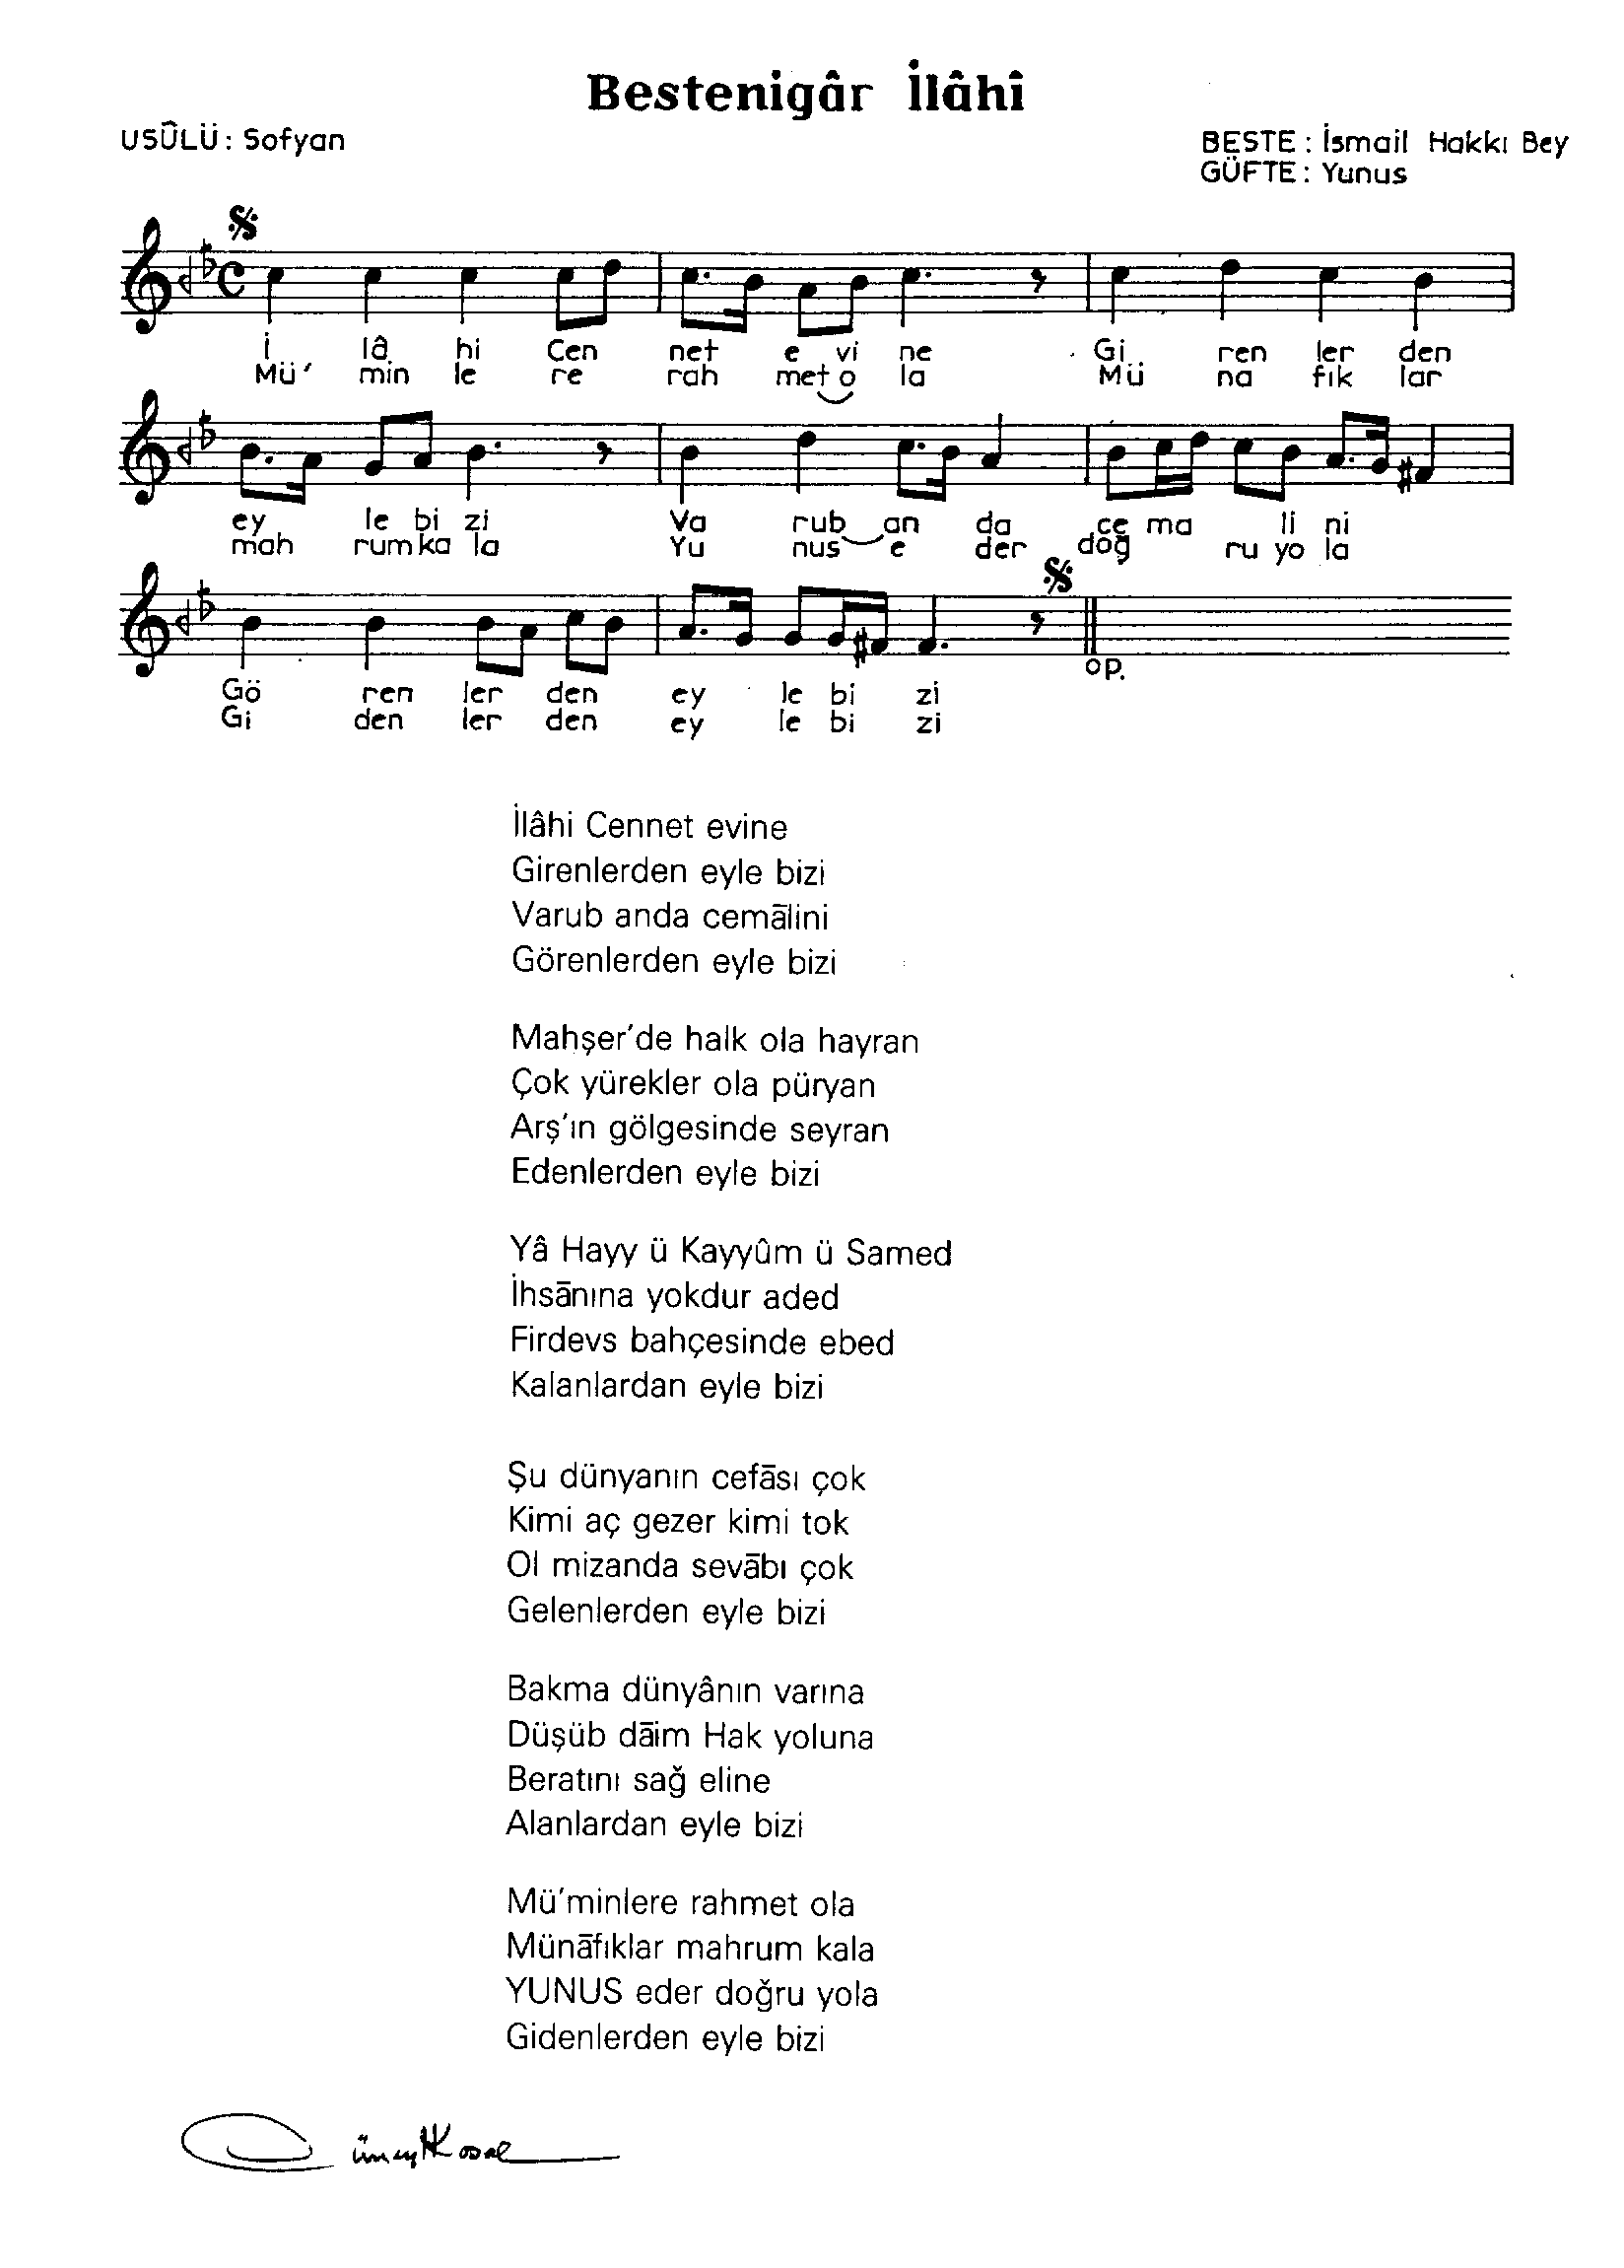 Bestenigâr İlâhî
USÛLÜ : Sofyan
BESTE : İsmail Hakkı Bey
GÜFTE : Yunus
İ lâ hi Cen net e vi ne Gi ren ler den
Mü' min le re rah met o la Mü na fık lar
ey le bi zi Va rub an da ce ma li ni
mah rum ka la Yu nus e der doğ ru yo la
Gö ren ler den ey le bi zi
op.
Gi den ler den ey le bi zi
İlâhi Cennet evine
Girenlerden eyle bizi
Varub anda cemālini
Görenlerden eyle bizi
Mahşer'de halk ola hayran
Çok yürekler ola püryan
Arş'ın gölgesinde seyran
Edenlerden eyle bizi
Yâ Hayy ü Kayyûm ü Samed
İhsānına yokdur aded
Firdevs bahçesinde ebed
Kalanlardan eyle bizi
Şu dünyanın cefāsı çok
Kimi aç gezer kimi tok
Ol mizanda sevābı çok
Gelenlerden eyle bizi
Bakma dünyânın varına
Düşüb dāim Hak yoluna
Beratını sağ eline
Alanlardan eyle bizi
Mü'minlere rahmet ola
Münāfıklar mahrum kala
YUNUS eder doğru yola
Gidenlerden eyle bizi
Cüneyt Kosal